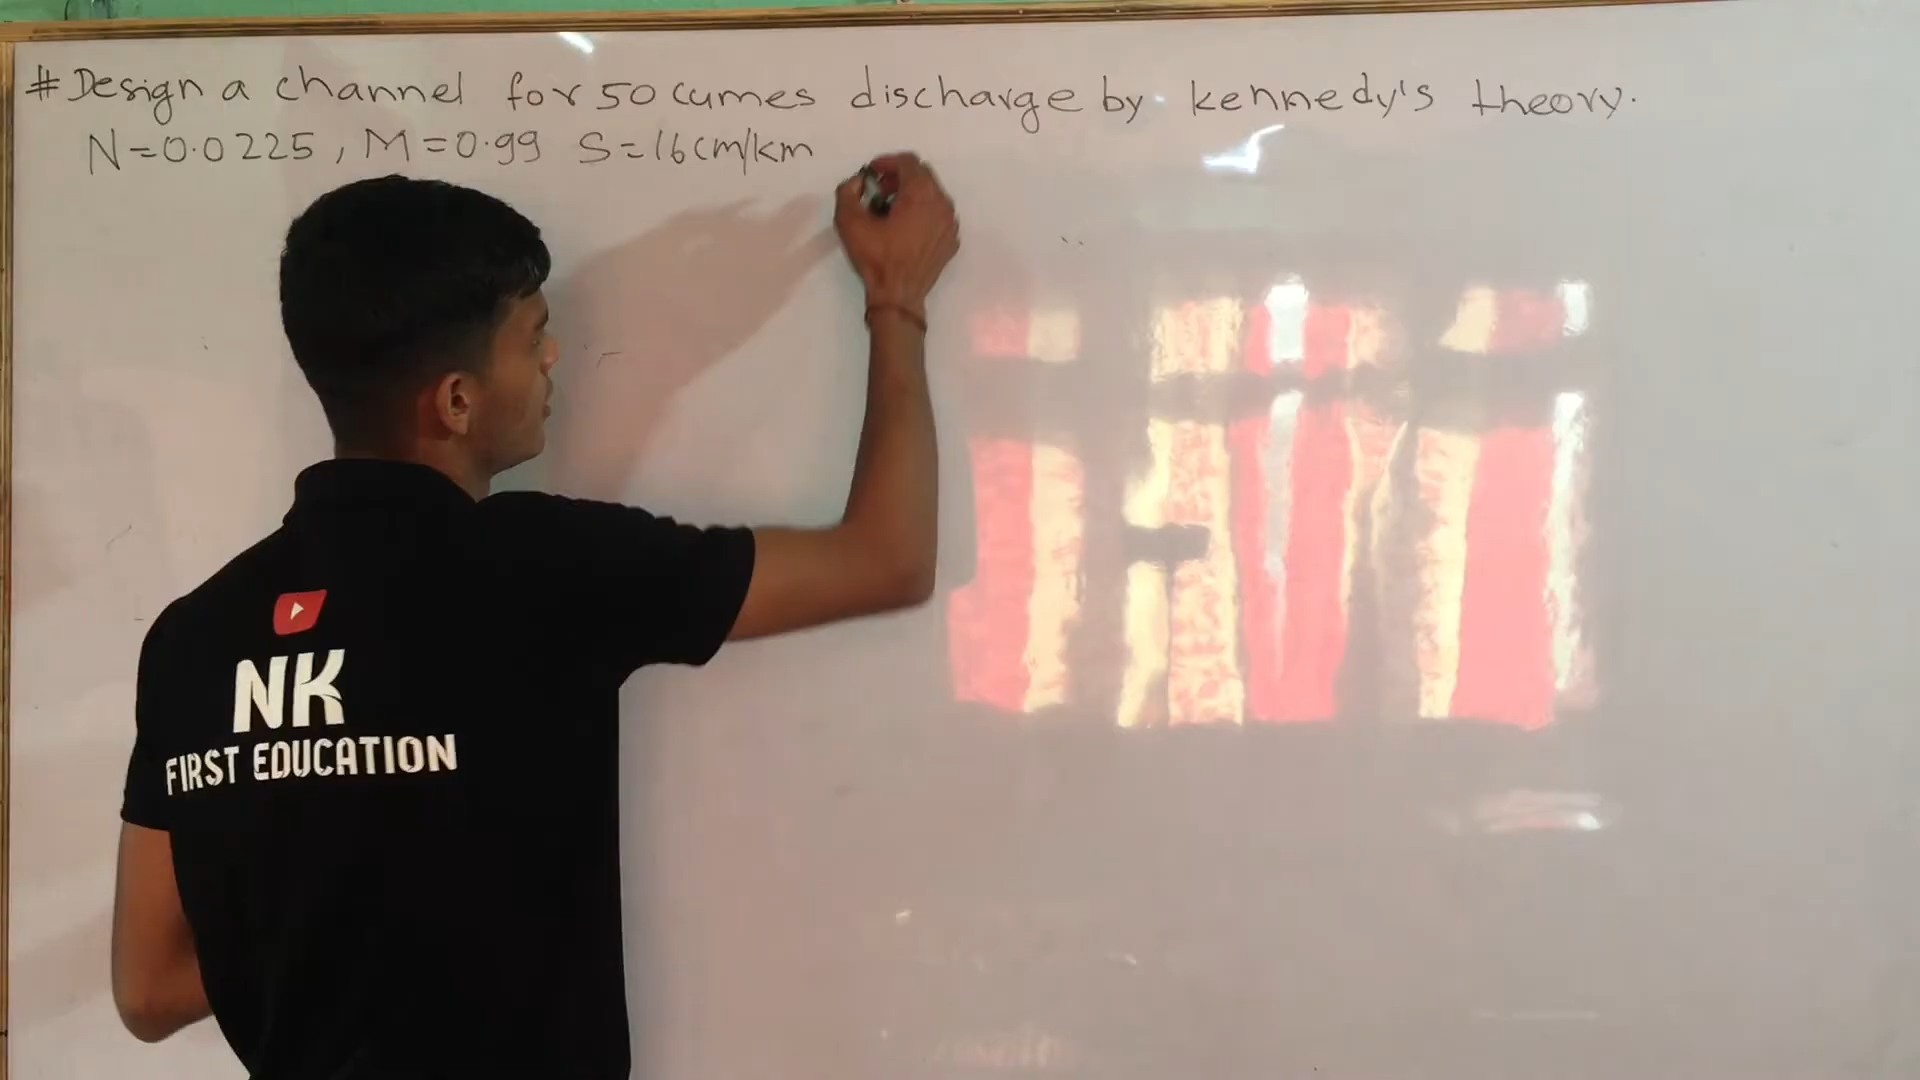 # Design a channel for 50 cumes discharge by kennedy's theory.
N=0.0225, M=0.99 S=16cm/km
NK
FIRST EDUCATION